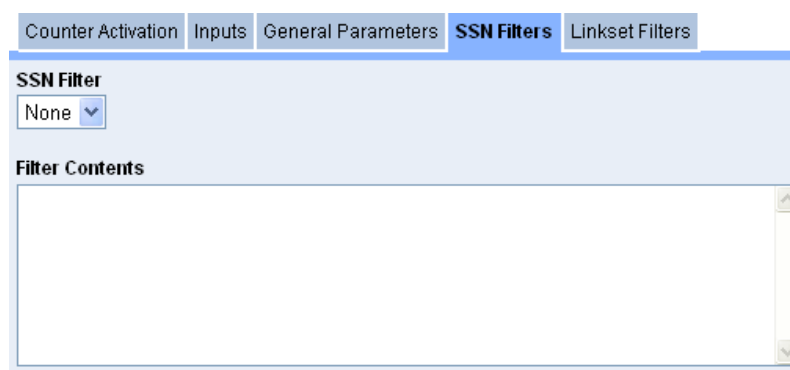 Counter Activation Inputs General Parameters SSN Filters Linkset Filters
SSN Filter
None
Filter Contents